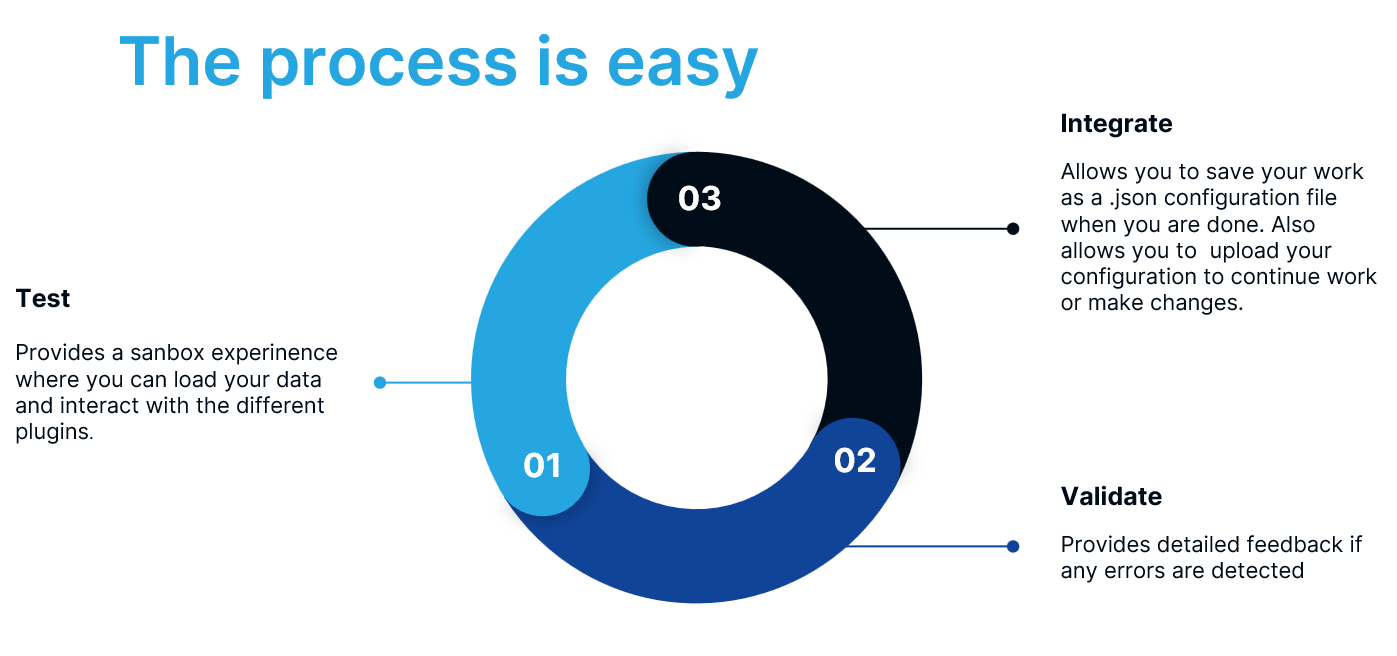 The process is easy
Integrate
Allows you to save your work
as a .json configuration file
when you are done. Also
allows you to  upload your
configuration to continue work
or make changes.
03
Test
Provides a sanbox experinence
where you can load your data
and interact with the different
plugins.
01
02
Validate
Provides detailed feedback if
any errors are detected